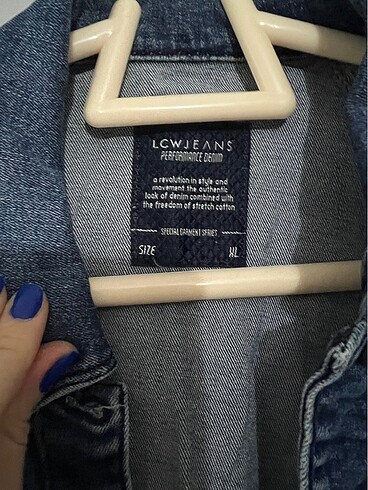 LCWJEANS
PERFORMANCE DENIM
a revolution in style and
movement the authentic
look of denim combined with
the freedom of stretch cotton
SPECIAL GARMENT SERIES
SIZE XL